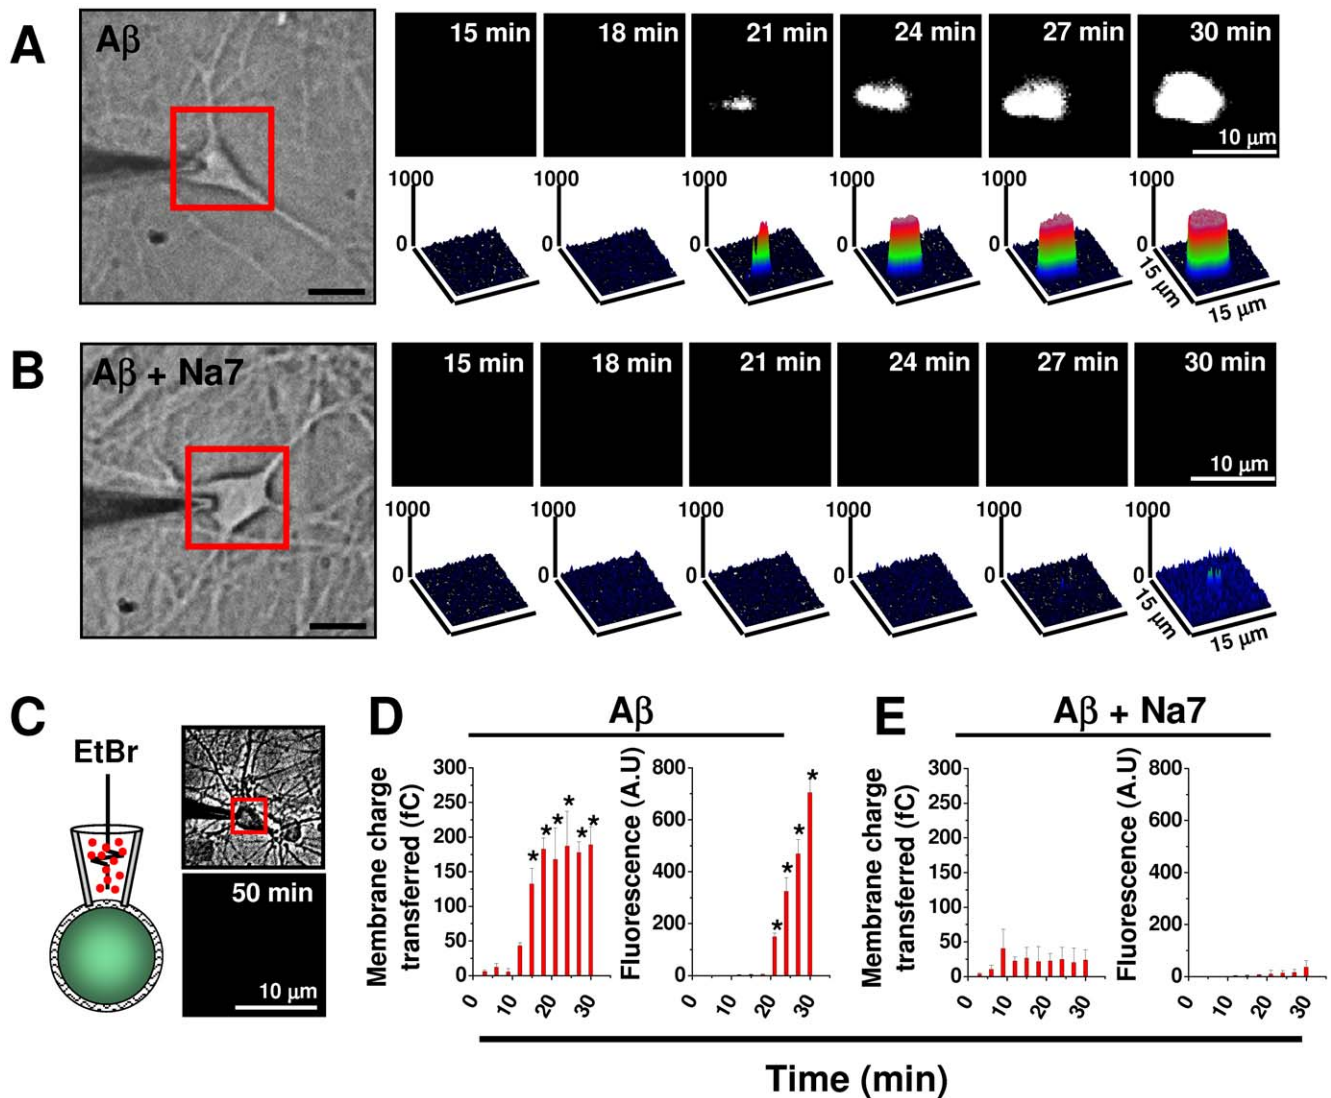 A
Aβ
15 min
18 min
21 min
24 min
27 min
30 min
10 μm
1000
1000
1000
1000
1000
1000
0
0
0
0
0
0
15 μm
15 μm
B
Aβ + Na7
15 min
18 min
21 min
24 min
27 min
30 min
10 μm
1000
1000
1000
1000
1000
1000
0
0
0
0
0
0
15 μm
15 μm
C
EtBr
50 min
10 μm
D
Aβ
Membrane charge
transferred (fC)
300
250
200
150
100
50
0
* * * * * *
0
10
20
30
Fluorescence (A.U)
800
600
400
200
0
* * * *
0
10
20
30
E
Aβ + Na7
Membrane charge
transferred (fC)
300
250
200
150
100
50
0
0
10
20
30
Fluorescence (A.U)
800
600
400
200
0
0
10
20
30
Time (min)